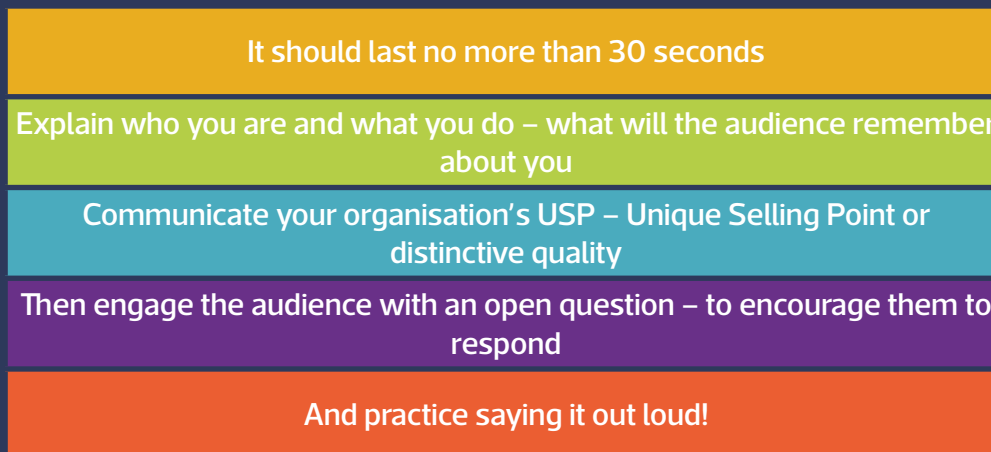 It should last no more than 30 seconds
Explain who you are and what you do – what will the audience remember
about you
Communicate your organisation's USP – Unique Selling Point or
distinctive quality
Then engage the audience with an open question – to encourage them to
respond
And practice saying it out loud!